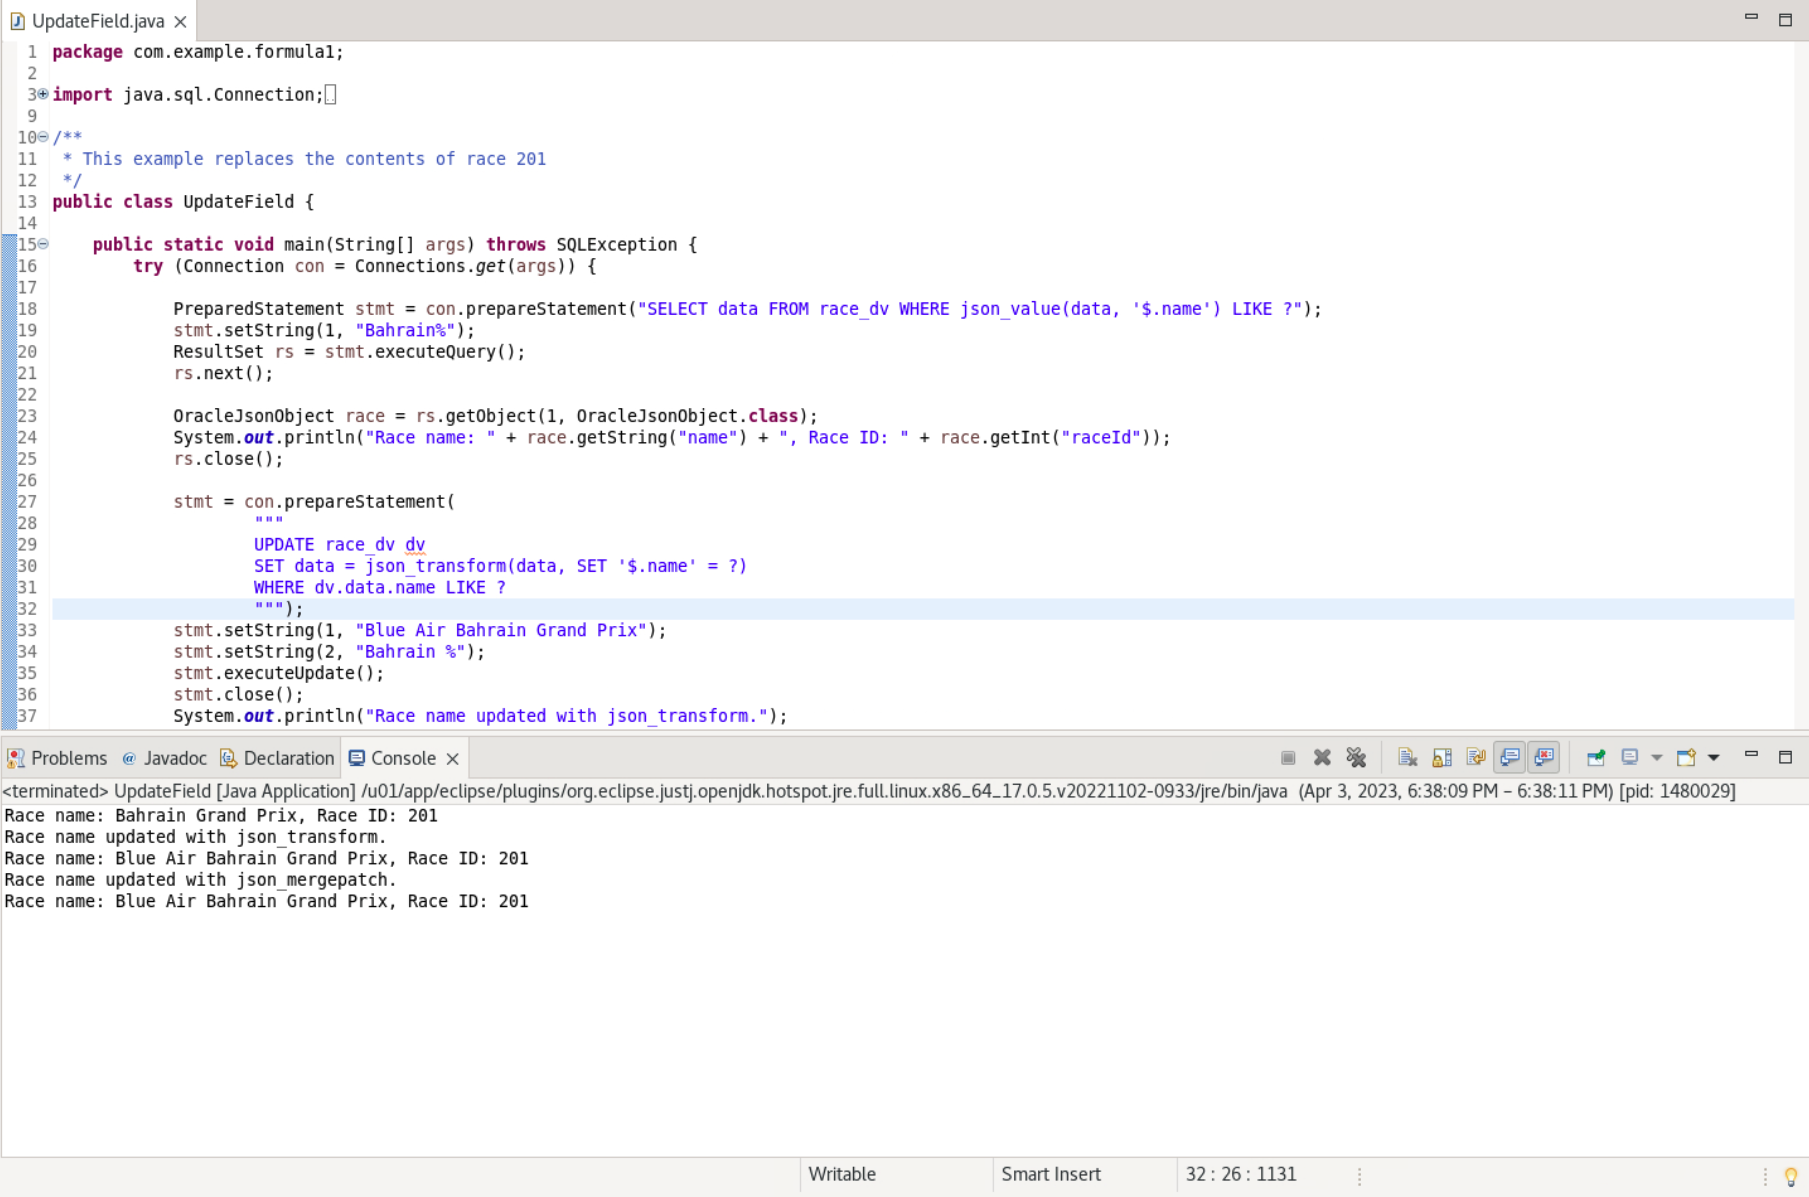 UpdateField.java
1 package com.example.formula1;
2
3 import java.sql.Connection;
9
10 /**
11  * This example replaces the contents of race 201
12  */
13 public class UpdateField {
14
15     public static void main(String[] args) throws SQLException {
16         try (Connection con = Connections.get(args)) {
17
18             PreparedStatement stmt = con.prepareStatement("SELECT data FROM race_dv WHERE json_value(data, '$.name') LIKE ?");
19             stmt.setString(1, "Bahrain%");
20             ResultSet rs = stmt.executeQuery();
21             rs.next();
22
23             OracleJsonObject race = rs.getObject(1, OracleJsonObject.class);
24             System.out.println("Race name: " + race.getString("name") + ", Race ID: " + race.getInt("raceId"));
25             rs.close();
26
27             stmt = con.prepareStatement(
28                     """
29                     UPDATE race_dv dv
30                     SET data = json_transform(data, SET '$.name' = ?)
31                     WHERE dv.data.name LIKE ?
32                     """);
33             stmt.setString(1, "Blue Air Bahrain Grand Prix");
34             stmt.setString(2, "Bahrain %");
35             stmt.executeUpdate();
36             stmt.close();
37             System.out.println("Race name updated with json_transform.");
Problems @ Javadoc Declaration Console
<terminated> UpdateField [Java Application] /u01/app/eclipse/plugins/org.eclipse.justj.openjdk.hotspot.jre.full.linux.x86_64_17.0.5.v20221102-0933/jre/bin/java (Apr 3, 2023, 6:38:09 PM – 6:38:11 PM) [pid: 1480029]
Race name: Bahrain Grand Prix, Race ID: 201
Race name updated with json_transform.
Race name: Blue Air Bahrain Grand Prix, Race ID: 201
Race name updated with json_mergepatch.
Race name: Blue Air Bahrain Grand Prix, Race ID: 201
Writable Smart Insert 32 : 26 : 1131